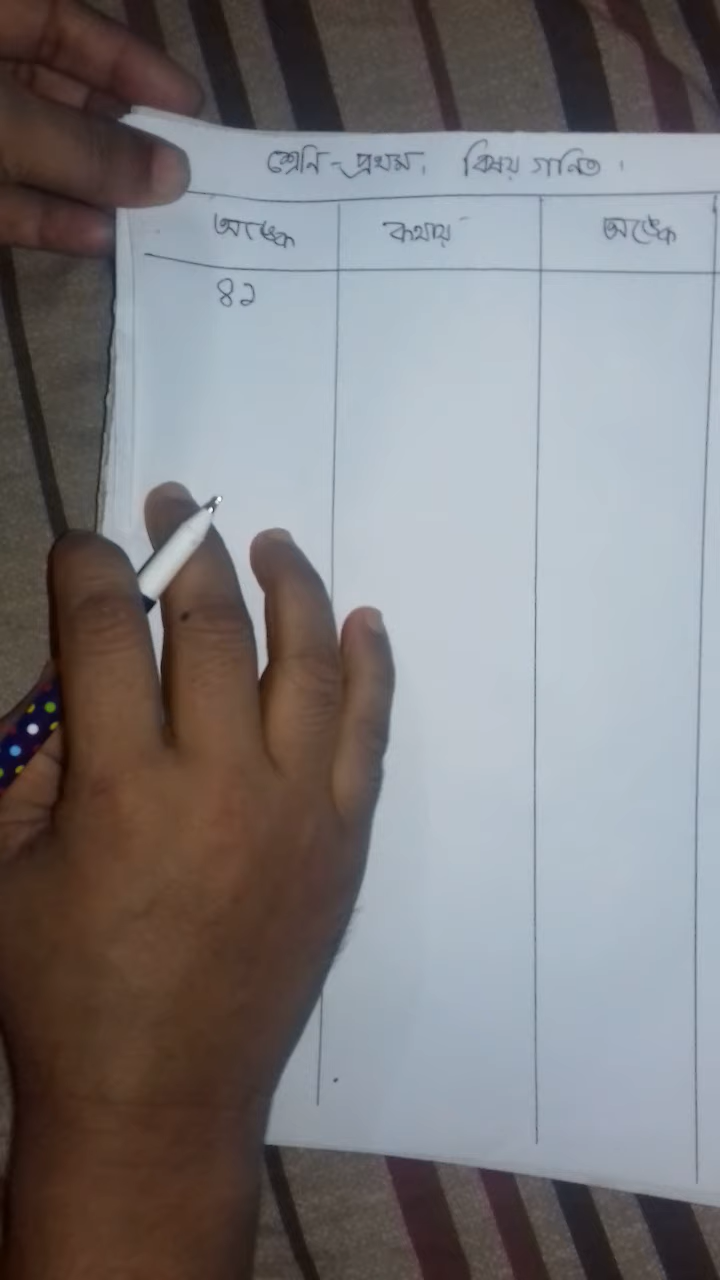 শ্রেনি - প্রথম, বিষয় গনিত।
অঙ্কে কথায় অঙ্কে
৪১